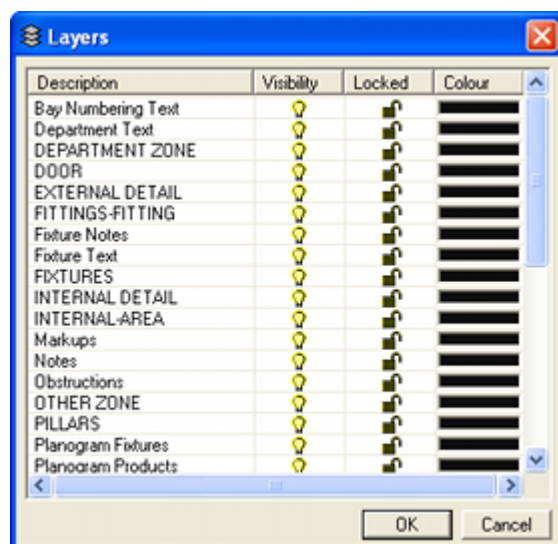 Layers
Description Visibility Locked Colour
Bay Numbering Text
Department Text
DEPARTMENT ZONE
DOOR
EXTERNAL DETAIL
FITTINGS-FITTING
Fixture Notes
Fixture Text
FIXTURES
INTERNAL DETAIL
INTERNAL-AREA
Markups
Notes
Obstructions
OTHER ZONE
PILLARS
Planogram Fixtures
Planogram Products
OK Cancel